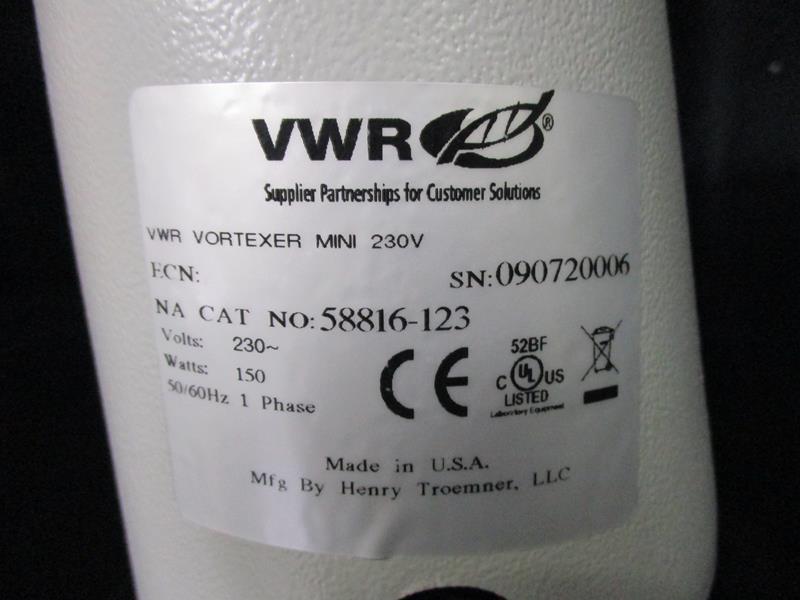 VWR®
Supplier Partnerships for Customer Solutions
VWR VORTEXER MINI 230V
ECN:
SN: 090720006
NA CAT NO: 58816-123
Volts: 230~
Watts: 150
50/60Hz 1 Phase
CE
52BF
C UL US
LISTED
Laboratory Equipment
Made in U.S.A.
Mfg By Henry Troemner, LLC